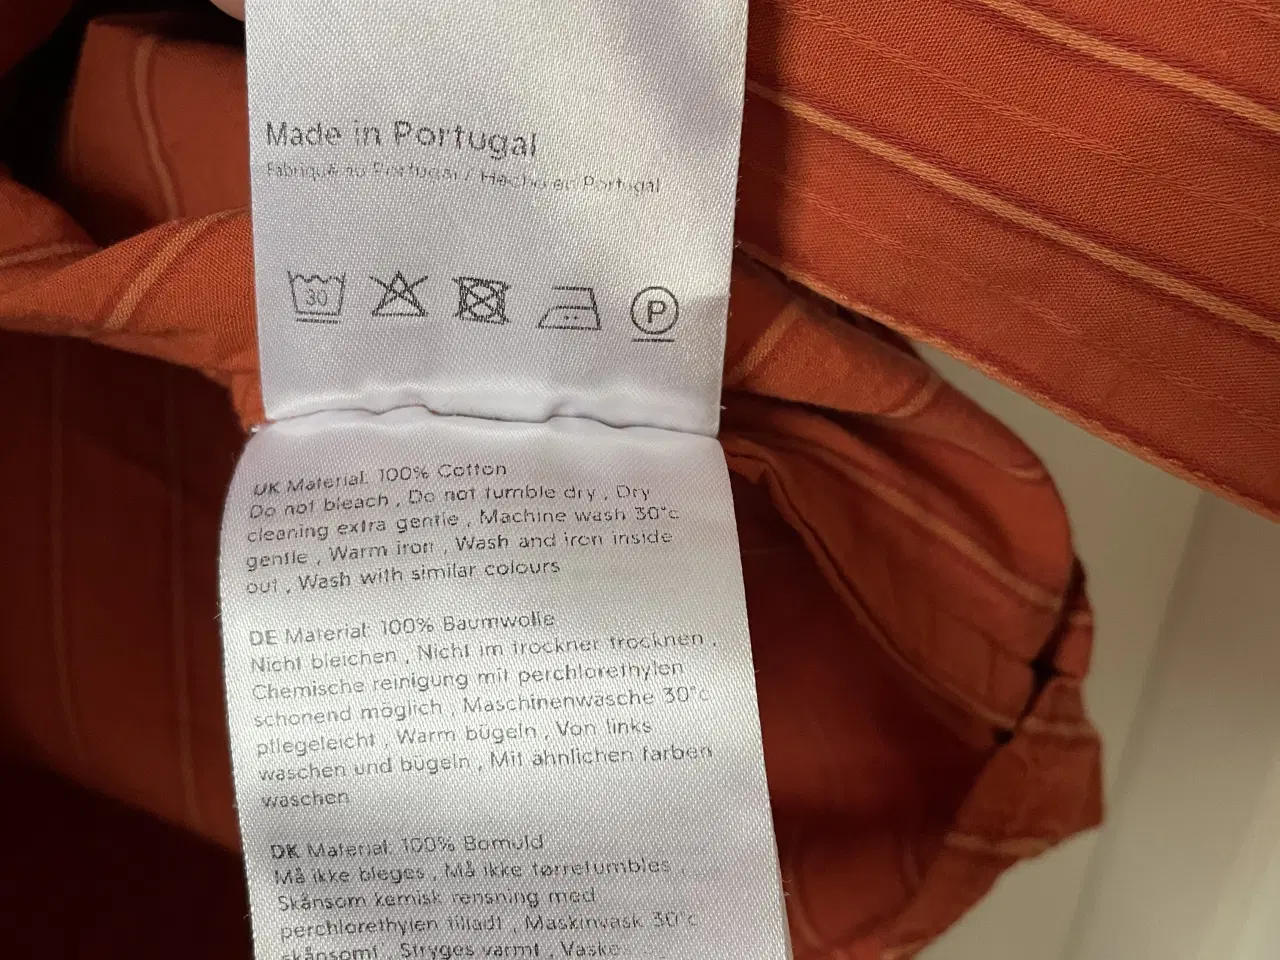 Made in Portugal
Fabriqué au Portugal / Hecho en Portugal
30
P
UK Material: 100% Cotton
Do not bleach , Do not tumble dry , Dry
cleaning extra gentle , Machine wash 30°c
gentle , Warm iron , Wash and iron inside
out , Wash with similar colours
DE Material: 100% Baumwolle
Nicht bleichen , Nicht im trockner trocknen ,
Chemische reinigung mit perchlorethylen
schonend möglich , Maschinenwäsche 30°c
pflegeleicht , Warm bügeln , Von links
waschen und bügeln , Mit ähnlichen farben
waschen
DK Material: 100% Bomuld
Må ikke bleges , Må ikke tørretumbles ,
Skånsom kemisk rensning med
perchlorethylen tilladt , Maskinvask 30°c
skånsomt , Stryges varmt , Vaske